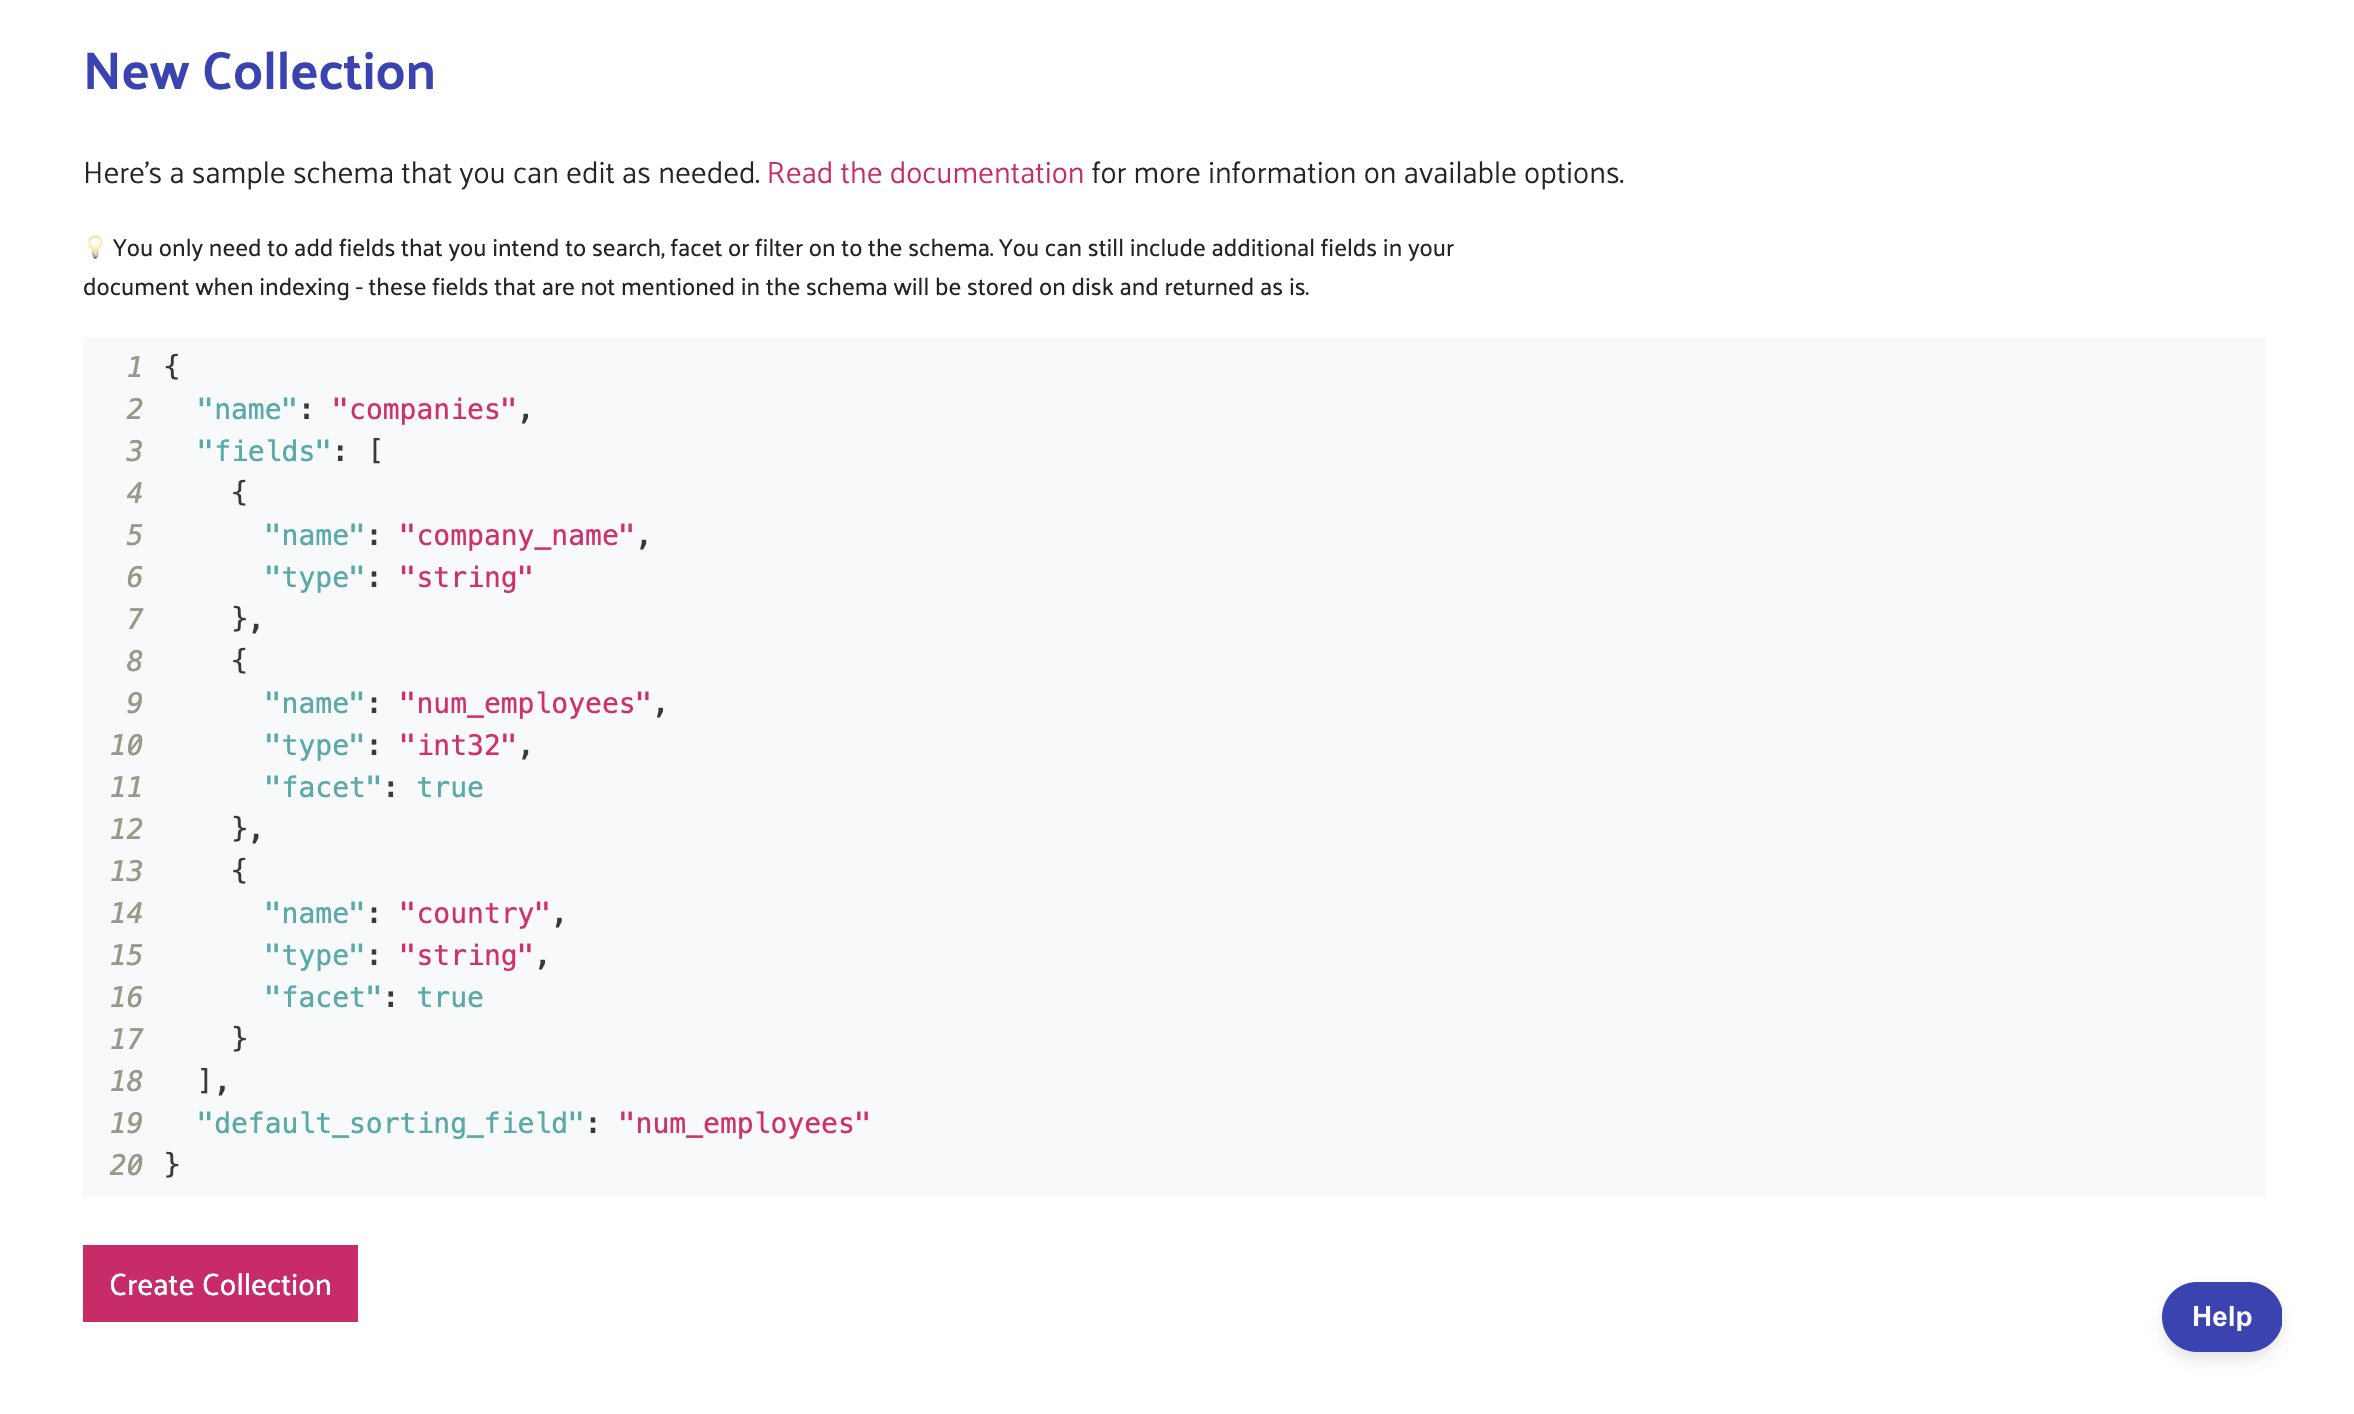 New Collection
Here’s a sample schema that you can edit as needed. Read the documentation for more information on available options.
💡 You only need to add fields that you intend to search, facet or filter on to the schema. You can still include additional fields in your
document when indexing - these fields that are not mentioned in the schema will be stored on disk and returned as is.
1 {
2   "name": "companies",
3   "fields": [
4     {
5       "name": "company_name",
6       "type": "string"
7     },
8     {
9       "name": "num_employees",
10       "type": "int32",
11       "facet": true
12     },
13     {
14       "name": "country",
15       "type": "string",
16       "facet": true
17     }
18   ],
19   "default_sorting_field": "num_employees"
20 }
Create Collection
Help